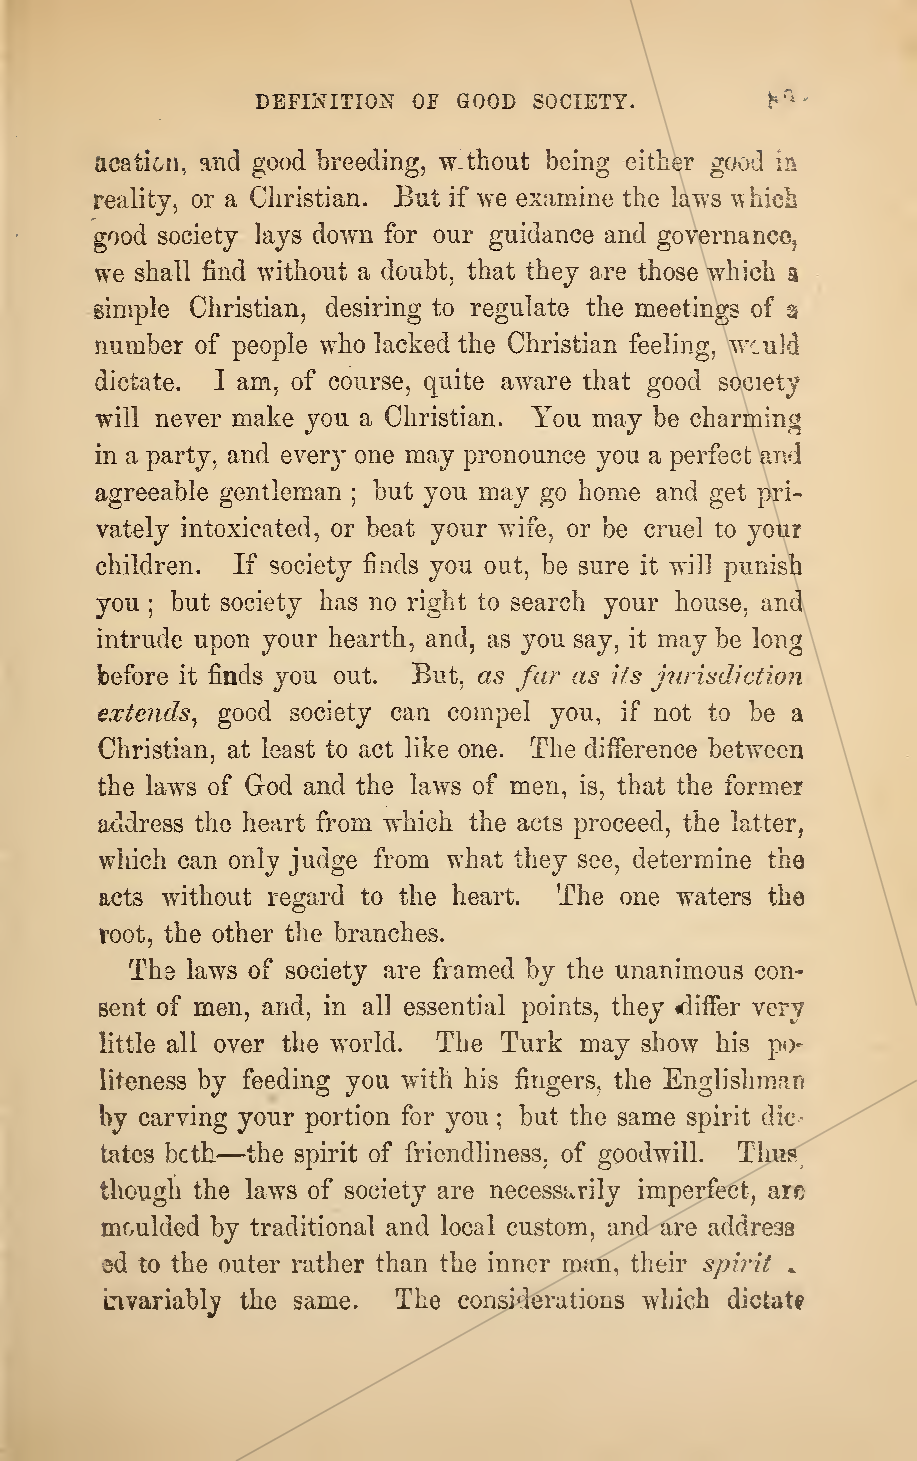 DEFINITION OF GOOD SOCIETY.
ucation, and good breeding, without being either good in
reality, or a Christian. But if we examine the laws which
good society lays down for our guidance and governance,
we shall find without a doubt, that they are those which a
simple Christian, desiring to regulate the meetings of a
number of people who lacked the Christian feeling, would
dictate. I am, of course, quite aware that good society
will never make you a Christian. You may be charming
in a party, and every one may pronounce you a perfect and
agreeable gentleman ; but you may go home and get pri-
vately intoxicated, or beat your wife, or be cruel to your
children. If society finds you out, be sure it will punish
you ; but society has no right to search your house, and
intrude upon your hearth, and, as you say, it may be long
before it finds you out. But, as far as its jurisdiction
extends, good society can compel you, if not to be a
Christian, at least to act like one. The difference between
the laws of God and the laws of men, is, that the former
address the heart from which the acts proceed, the latter,
which can only judge from what they see, determine the
acts without regard to the heart. The one waters the
root, the other the branches.
The laws of society are framed by the unanimous con-
sent of men, and, in all essential points, they differ very
little all over the world. The Turk may show his po-
liteness by feeding you with his fingers, the Englishman
by carving your portion for you ; but the same spirit dic-
tates both—the spirit of friendliness, of goodwill. Thus,
though the laws of society are necessarily imperfect, are
moulded by traditional and local custom, and are address
ed to the outer rather than the inner man, their spirit
invariably the same. The considerations which dictate